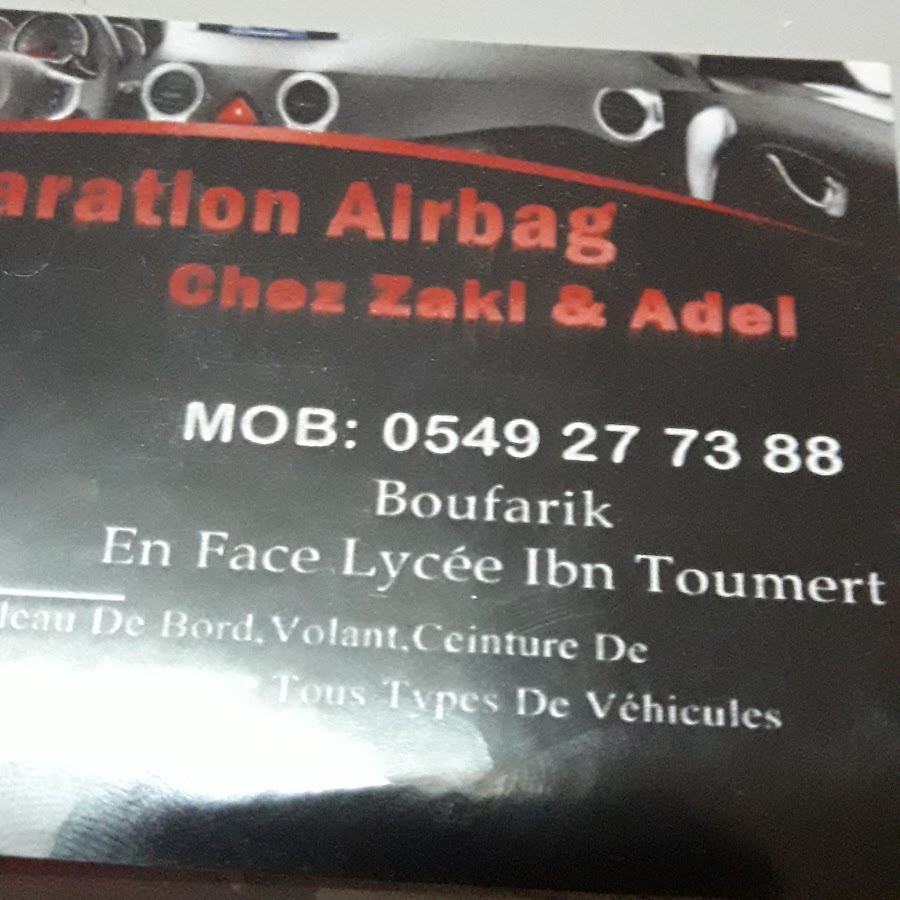 aration Airbag
Chez Zaki & Adel
MOB: 0549 27 73 88
Boufarik
En Face Lycée Ibn Toumert
leau De Bord,Volant,Ceinture De
Tous Types De Véhicules